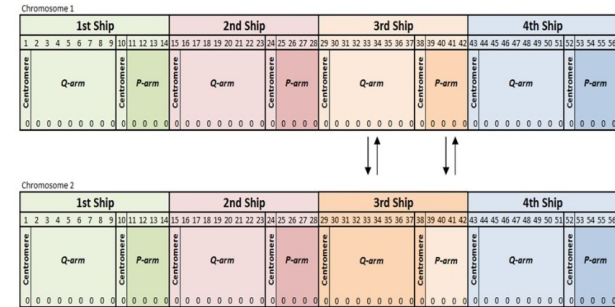 Chromosome 1
1st Ship 2nd Ship 3rd Ship 4th Ship
1 2 3 4 5 6 7 8 9 10 11 12 13 14 15 16 17 18 19 20 21 22 23 24 25 26 27 28 29 30 31 32 33 34 35 36 37 38 39 40 41 42 43 44 45 46 47 48 49 50 51 52 53 54 55 56
Centromere Q-arm Centromere P-arm Centromere Q-arm Centromere P-arm Centromere Q-arm Centromere P-arm Centromere Q-arm Centromere P-arm
0 0 0 0 0 0 0 0 0 0 0 0 0 0 0 0 0 0 0 0 0 0 0 0 0 0 0 0 0 0 0 0 0 0 0 0 0 0 0 0 0 0 0 0 0 0 0 0 0 0 0 0 0 0 0 0
Chromosome 2
1st Ship 2nd Ship 3rd Ship 4th Ship
1 2 3 4 5 6 7 8 9 10 11 12 13 14 15 16 17 18 19 20 21 22 23 24 25 26 27 28 29 30 31 32 33 34 35 36 37 38 39 40 41 42 43 44 45 46 47 48 49 50 51 52 53 54 55 56
Centromere Q-arm Centromere P-arm Centromere Q-arm Centromere P-arm Centromere Q-arm Centromere P-arm Centromere Q-arm Centromere P-arm
0 0 0 0 0 0 0 0 0 0 0 0 0 0 0 0 0 0 0 0 0 0 0 0 0 0 0 0 0 0 0 0 0 0 0 0 0 0 0 0 0 0 0 0 0 0 0 0 0 0 0 0 0 0 0 0